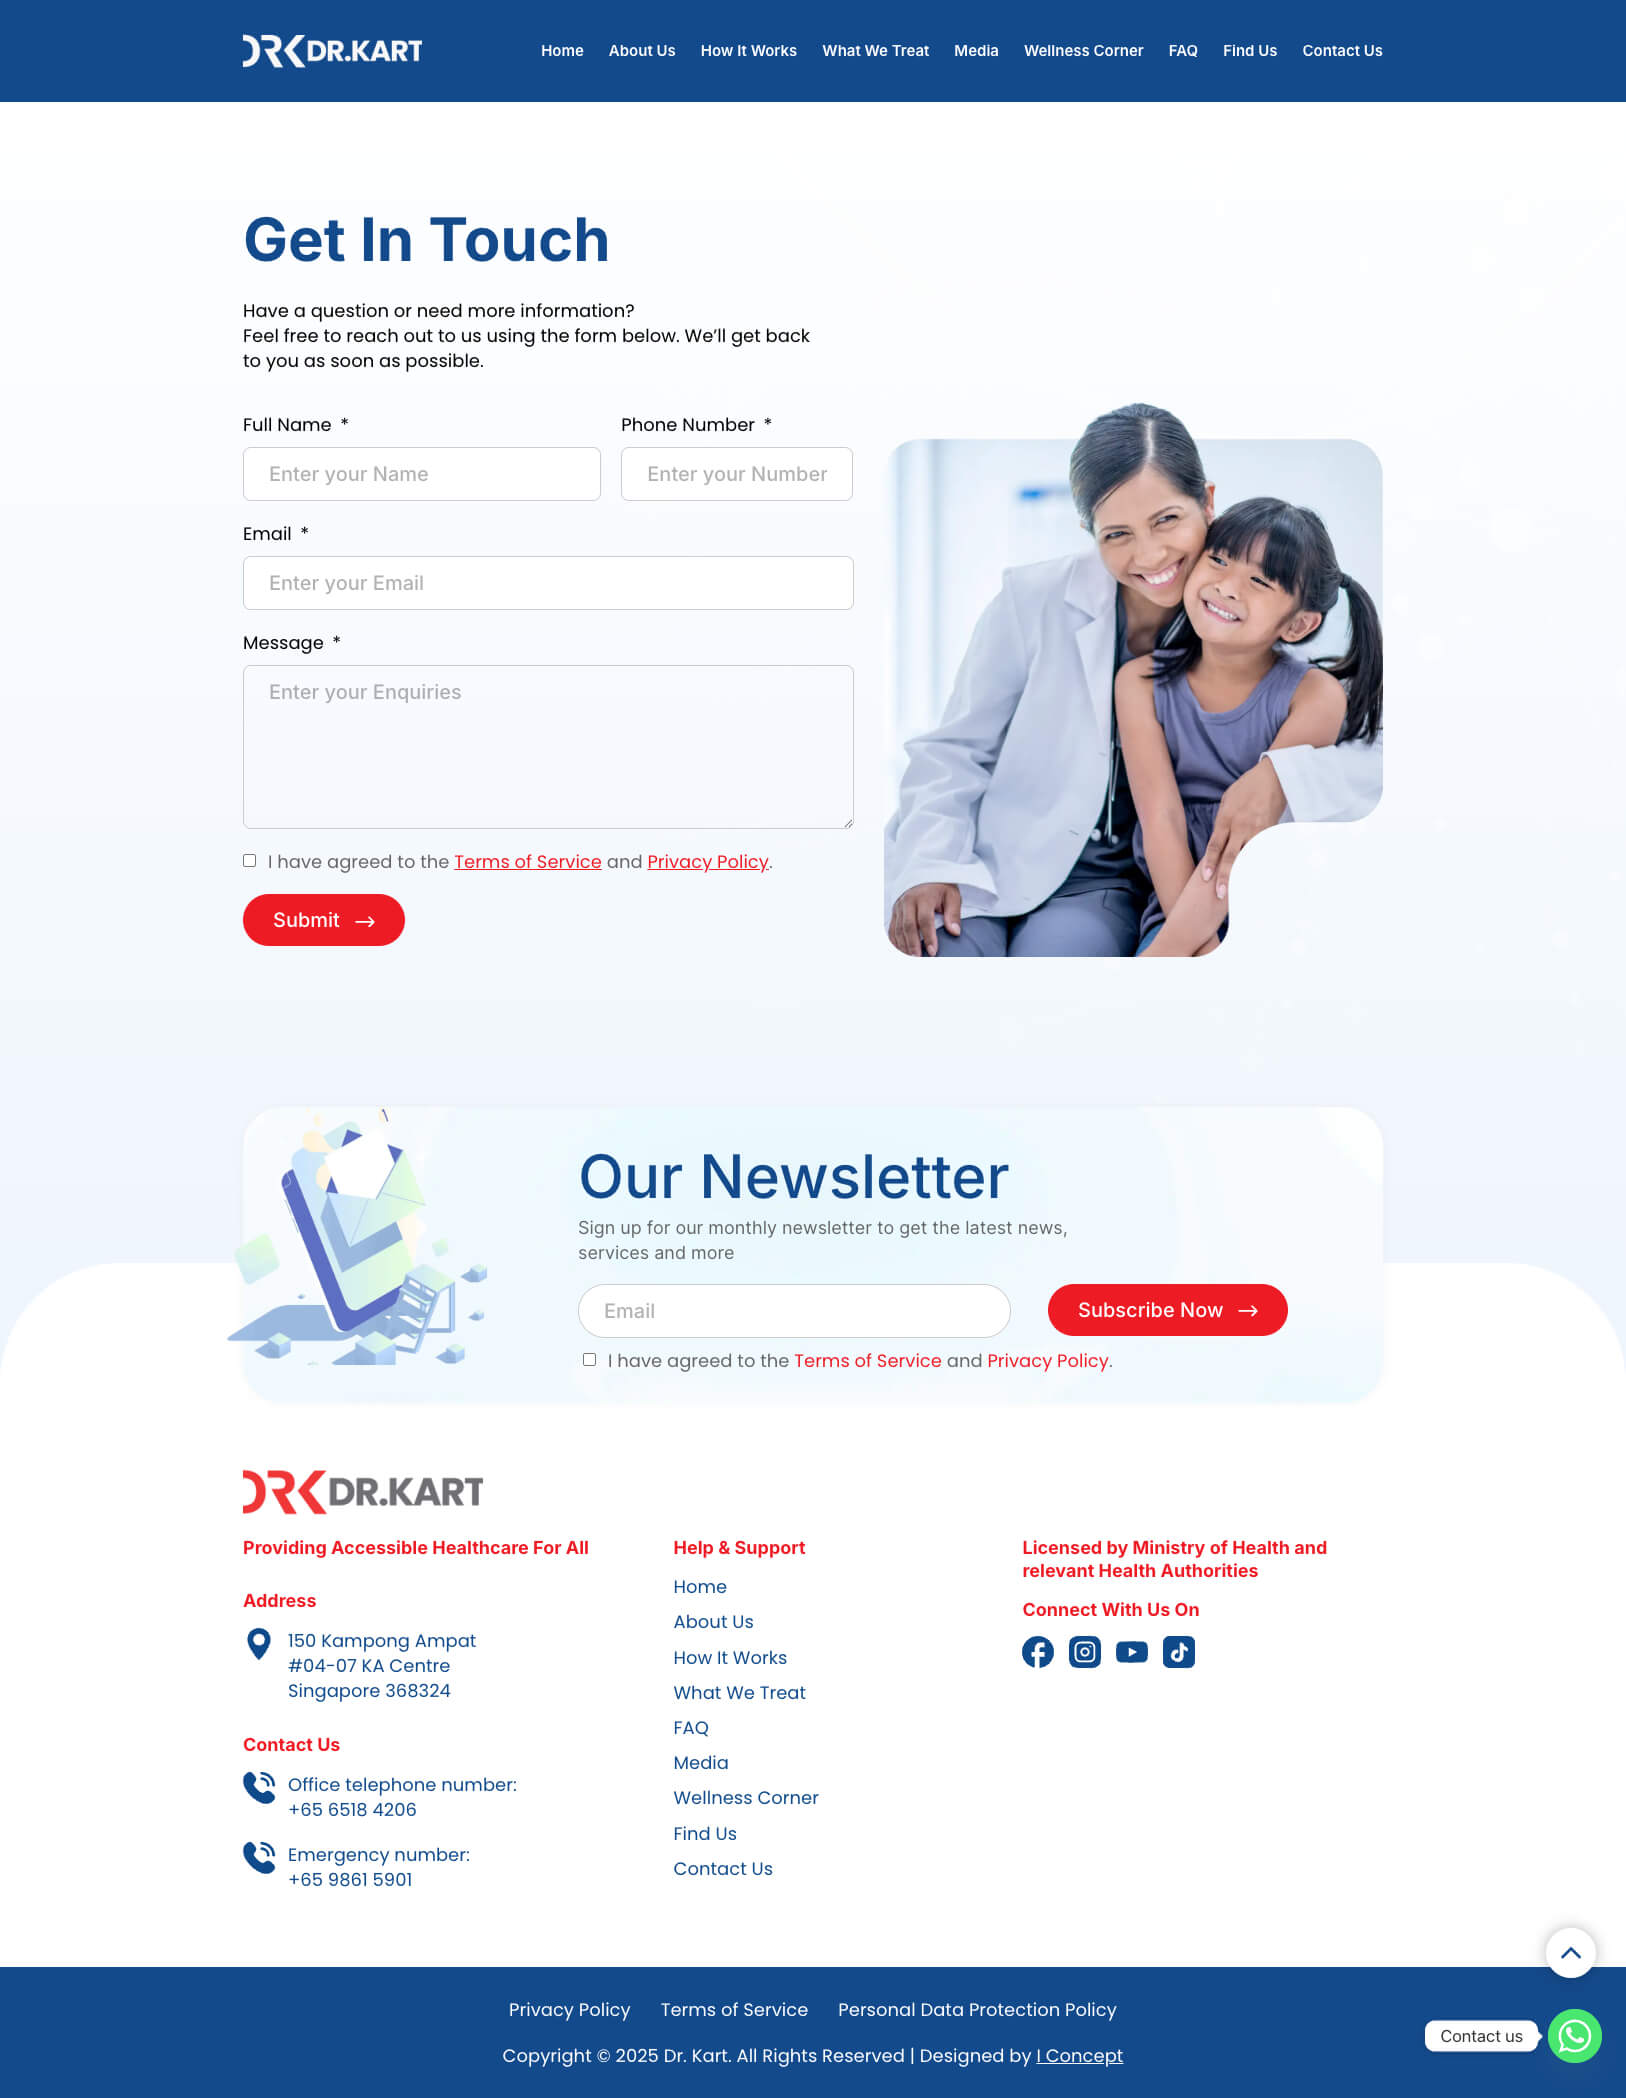 DRK DR.KART
Home About Us How It Works What We Treat Media Wellness Corner FAQ Find Us Contact Us
Get In Touch
Have a question or need more information?
Feel free to reach out to us using the form below. We’ll get back
to you as soon as possible.
Full Name * Phone Number *
Enter your Name Enter your Number
Email *
Enter your Email
Message *
Enter your Enquiries
I have agreed to the Terms of Service and Privacy Policy.
Submit
Our Newsletter
Sign up for our monthly newsletter to get the latest news,
services and more
Email
Subscribe Now
I have agreed to the Terms of Service and Privacy Policy.
DRK DR.KART
Providing Accessible Healthcare For All
Address
150 Kampong Ampat
#04-07 KA Centre
Singapore 368324
Contact Us
Office telephone number:
+65 6518 4206
Emergency number:
+65 9861 5901
Help & Support
Home
About Us
How It Works
What We Treat
FAQ
Media
Wellness Corner
Find Us
Contact Us
Licensed by Ministry of Health and
relevant Health Authorities
Connect With Us On
Privacy Policy Terms of Service Personal Data Protection Policy
Contact us
Copyright © 2025 Dr. Kart. All Rights Reserved | Designed by I Concept